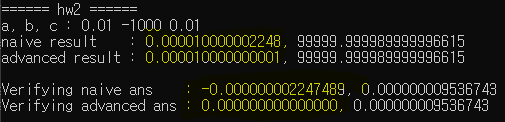 ====== hw2 ======
a, b, c : 0.01 -1000 0.01
naive result : 0.000010000002248, 99999.999989999996615
advanced result : 0.000010000000001, 99999.999989999996615
Verifying naive ans : -0.000000002247489, 0.000000009536743
Verifying advanced ans : 0.000000000000000, 0.000000009536743